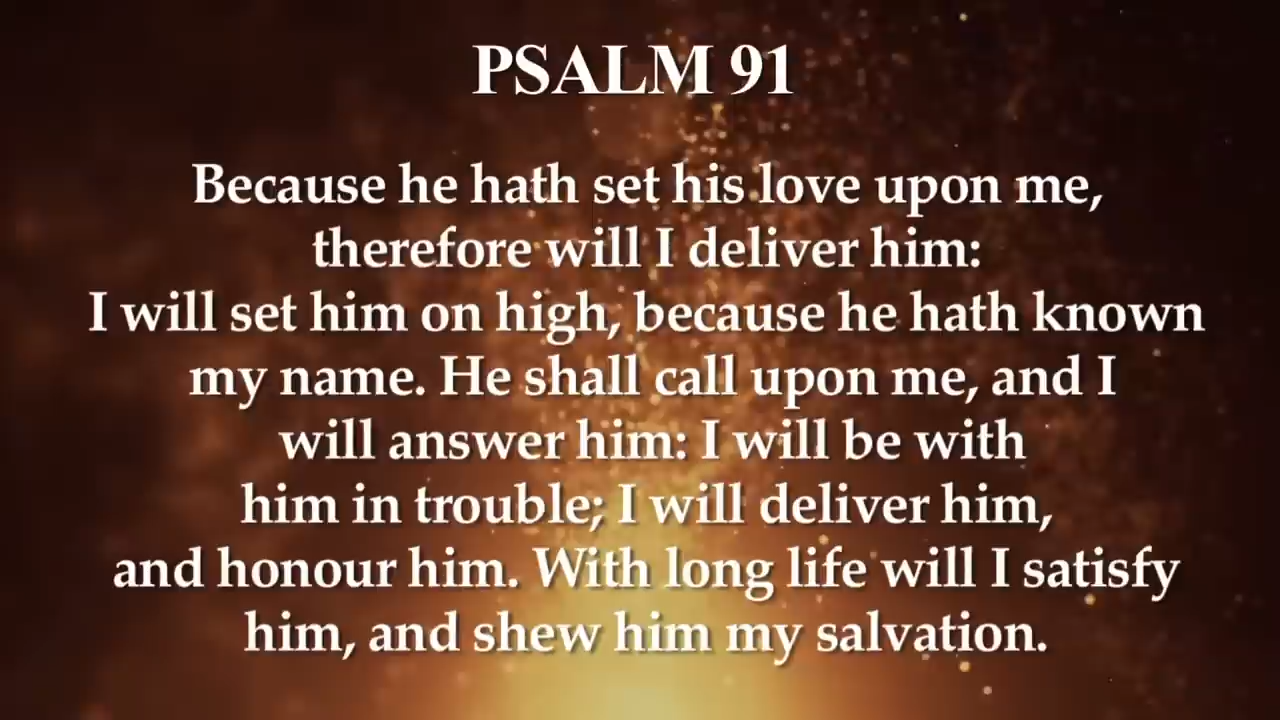 PSALM 91
Because he hath set his love upon me,
therefore will I deliver him:
I will set him on high, because he hath known
my name. He shall call upon me, and I
will answer him: I will be with
him in trouble; I will deliver him,
and honour him. With long life will I satisfy
him, and shew him my salvation.